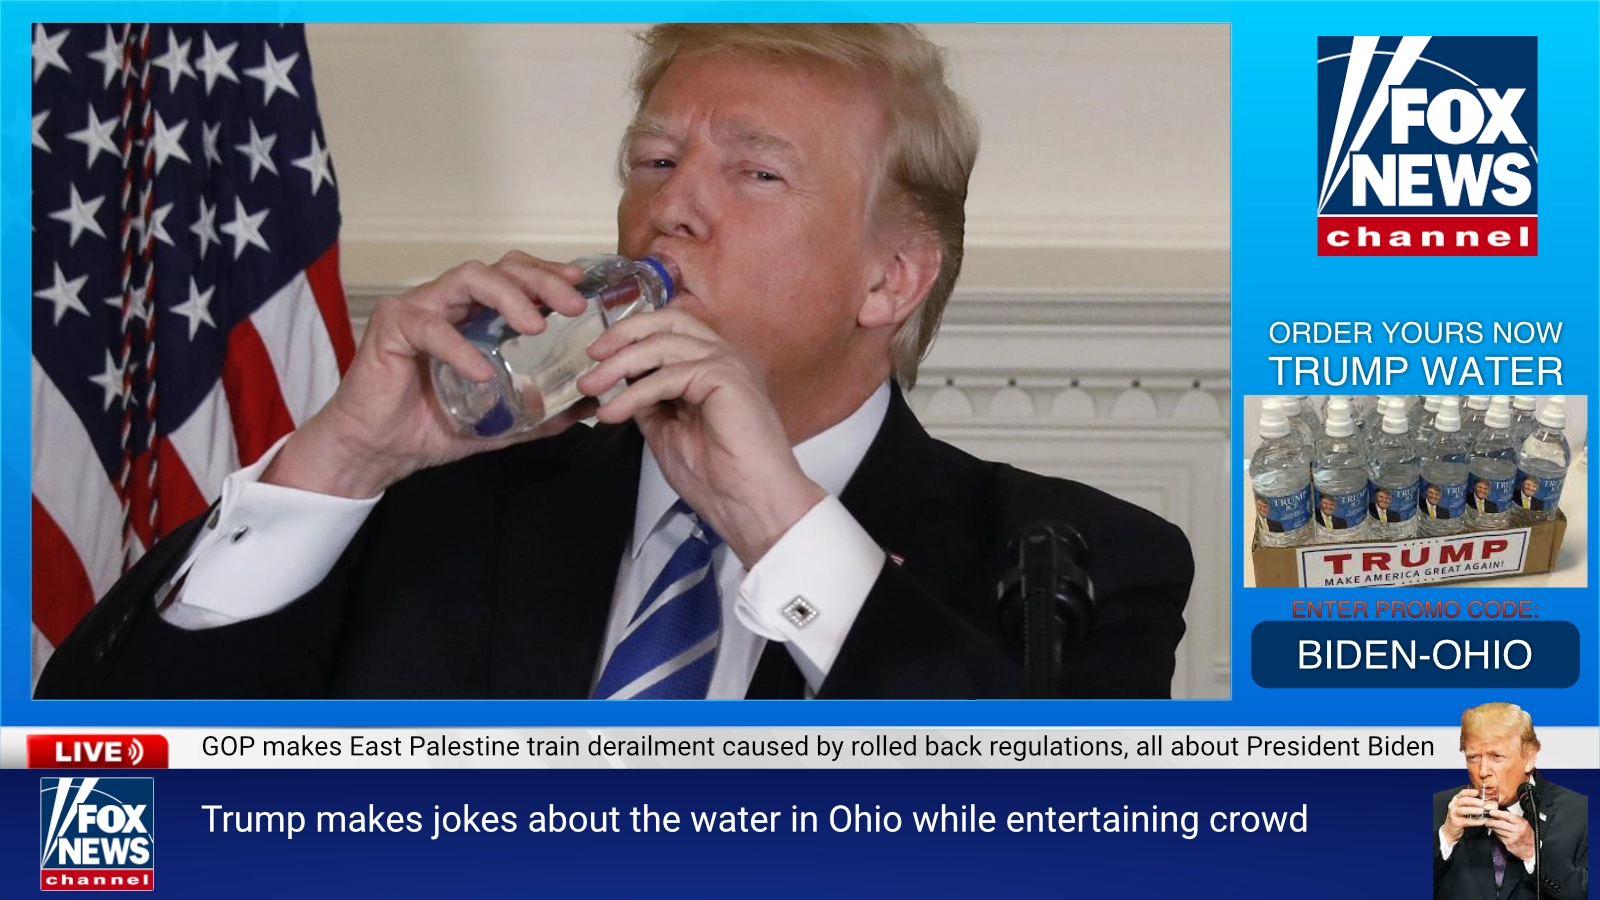 FOX
NEWS
channel
ORDER YOURS NOW
TRUMP WATER
TRUMP
ICE
TRUMP
TRUMP
MAKE AMERICA GREAT AGAIN!
ENTER PROMO CODE:
BIDEN-OHIO
LIVE
GOP makes East Palestine train derailment caused by rolled back regulations, all about President Biden
FOX
NEWS
channel
Trump makes jokes about the water in Ohio while entertaining crowd